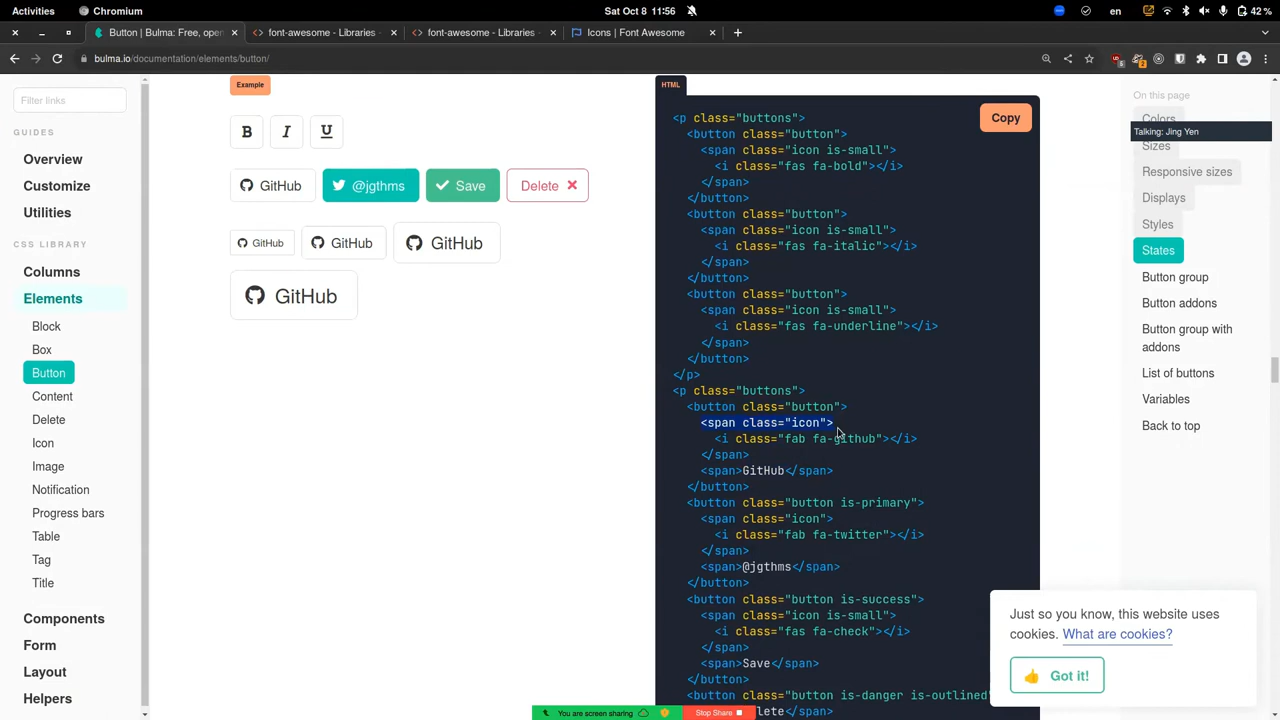 Activities
Chromium
Sat Oct 8 11:56
en
42 %
Button | Bulma: Free, open
font-awesome - Libraries
font-awesome - Libraries
Icons | Font Awesome
bulma.io/documentation/elements/button/
Filter links
GUIDES
Overview
Customize
Utilities
CSS LIBRARY
Columns
Elements
Block
Box
Button
Content
Delete
Icon
Image
Notification
Progress bars
Table
Tag
Title
Components
Form
Layout
Helpers
Example
B I U
GitHub @jgthms Save Delete
GitHub GitHub GitHub
GitHub
HTML
Copy
<p class="buttons">
<button class="button">
<span class="icon is-small">
<i class="fas fa-bold"></i>
</span>
</button>
<button class="button">
<span class="icon is-small">
<i class="fas fa-italic"></i>
</span>
</button>
<button class="button">
<span class="icon is-small">
<i class="fas fa-underline"></i>
</span>
</button>
</p>
<p class="buttons">
<button class="button">
<span class="icon">
<i class="fab fa-github"></i>
</span>
<span>GitHub</span>
</button>
<button class="button is-primary">
<span class="icon">
<i class="fab fa-twitter"></i>
</span>
<span>@jgthms</span>
</button>
<button class="button is-success">
<span class="icon is-small">
<i class="fas fa-check"></i>
</span>
<span>Save</span>
</button>
<button class="button is-danger is-outlined"
lete</span>
On this page
Colors
Talking: Jing Yen
Sizes
Responsive sizes
Displays
Styles
States
Button group
Button addons
Button group with
addons
List of buttons
Variables
Back to top
Just so you know, this website uses
cookies. What are cookies?
Got it!
You are screen sharing
Stop Share